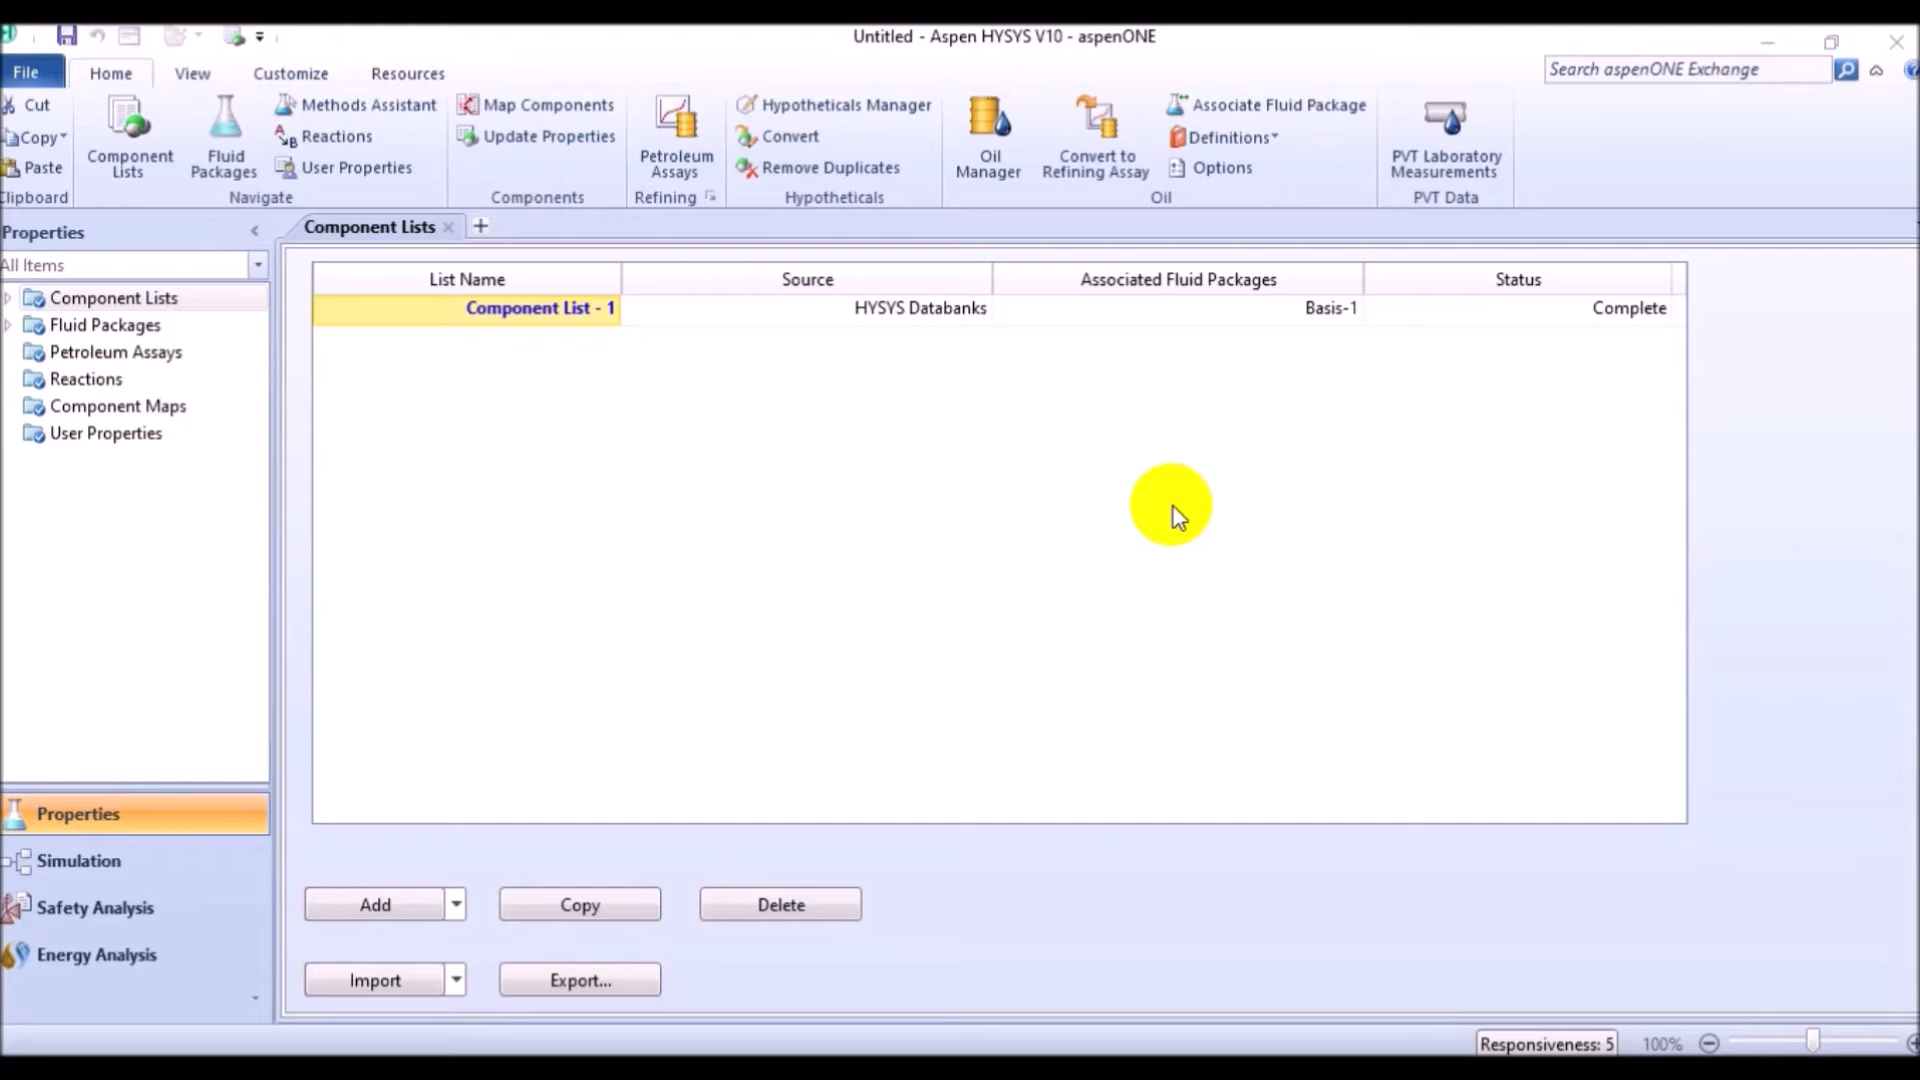 Untitled - Aspen HYSYS V10 - aspenONE
File Home View Customize Resources
Search aspenONE Exchange
Cut
Copy
Paste
Clipboard
Component Lists
Fluid Packages
Methods Assistant
Reactions
User Properties
Navigate
Map Components
Update Properties
Components
Petroleum Assays
Refining
Hypotheticals Manager
Convert
Remove Duplicates
Hypotheticals
Oil Manager
Convert to Refining Assay
Associate Fluid Package
Definitions
Options
Oil
PVT Laboratory Measurements
PVT Data
Properties
All Items
Component Lists
Fluid Packages
Petroleum Assays
Reactions
Component Maps
User Properties
Properties
Simulation
Safety Analysis
Energy Analysis
Component Lists
List Name Source Associated Fluid Packages Status
Component List - 1 HYSYS Databanks Basis-1 Complete
Add Copy Delete
Import Export...
Responsiveness: 5 100%